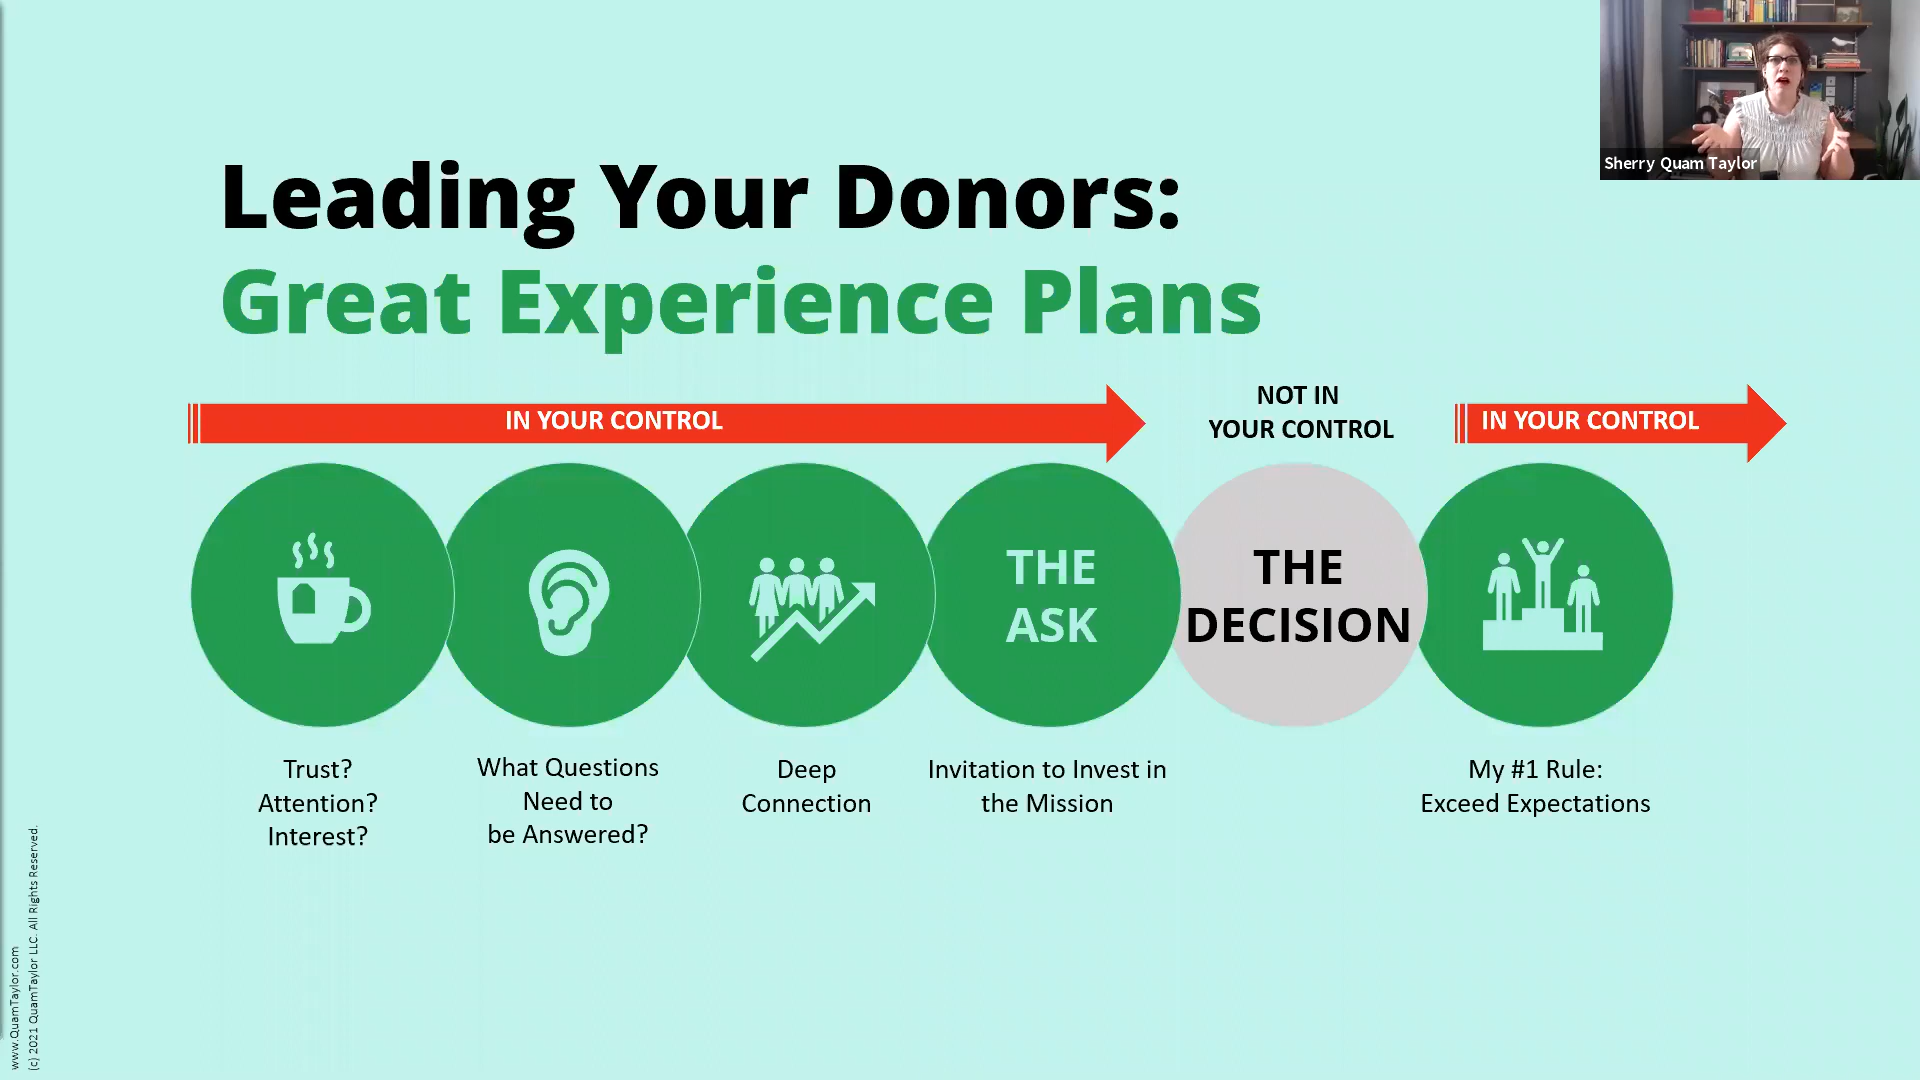 Sherry Quam Taylor
Leading Your Donors:
Great Experience Plans
IN YOUR CONTROL
NOT IN
YOUR CONTROL
IN YOUR CONTROL
THE
ASK
THE
DECISION
Trust?
Attention?
Interest?
What Questions
Need to
be Answered?
Deep
Connection
Invitation to Invest in
the Mission
My #1 Rule:
Exceed Expectations
www.QuamTaylor.com
(c) 2021 QuamTaylor LLC. All Rights Reserved.